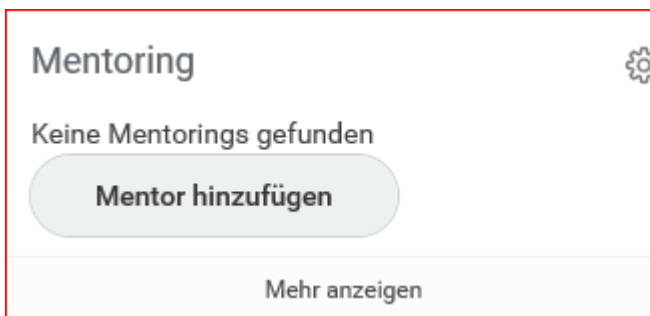 Mentoring
Keine Mentorings gefunden
Mentor hinzufügen
Mehr anzeigen